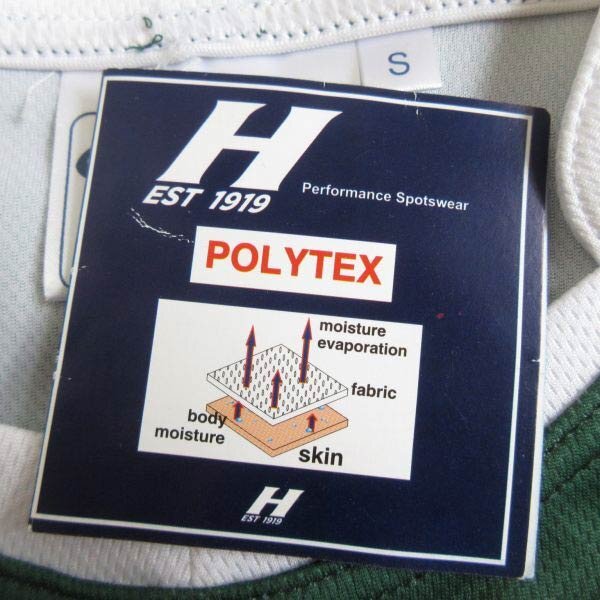 S
H
EST 1919
Performance Spotswear
POLYTEX
moisture
evaporation
fabric
body
moisture
skin
H
EST 1919